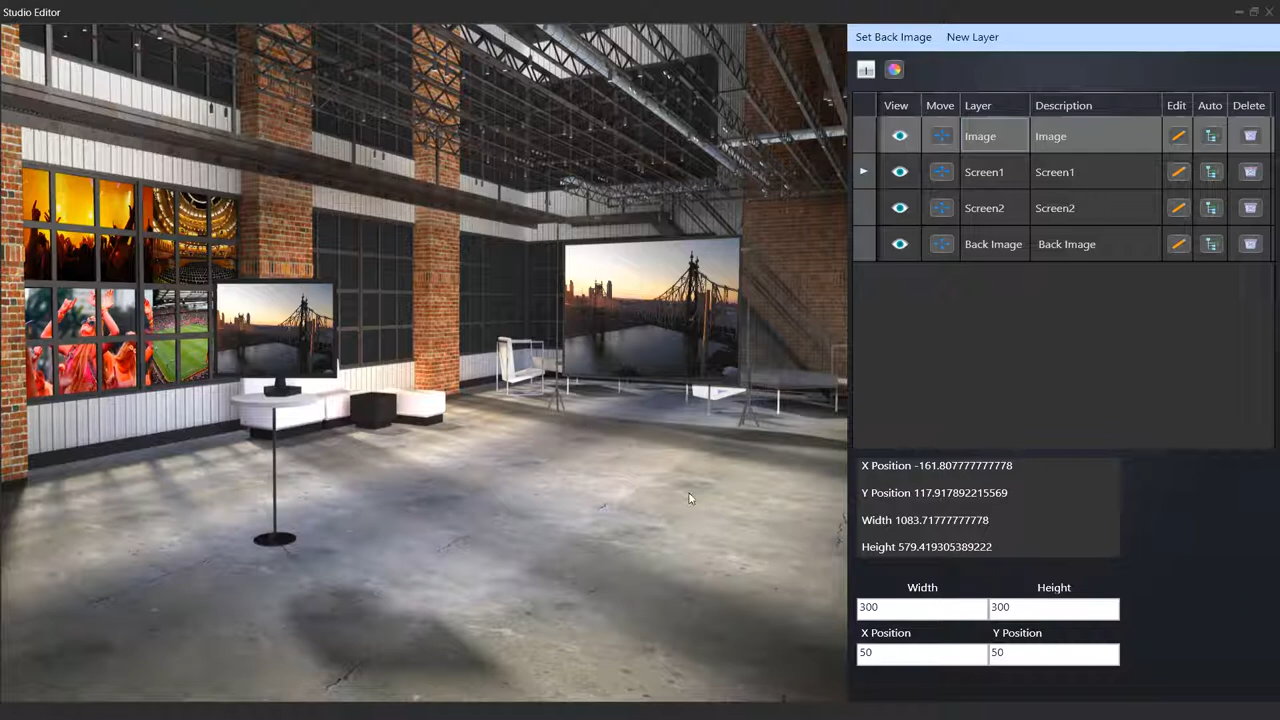 Studio Editor
Set Back Image New Layer
View Move Layer Description Edit Auto Delete
Image Image
Screen1 Screen1
Screen2 Screen2
Back Image Back Image
X Position -161.807777777778
Y Position 117.917892215569
Width 1083.71777777778
Height 579.419305389222
Width Height
300 300
X Position Y Position
50 50